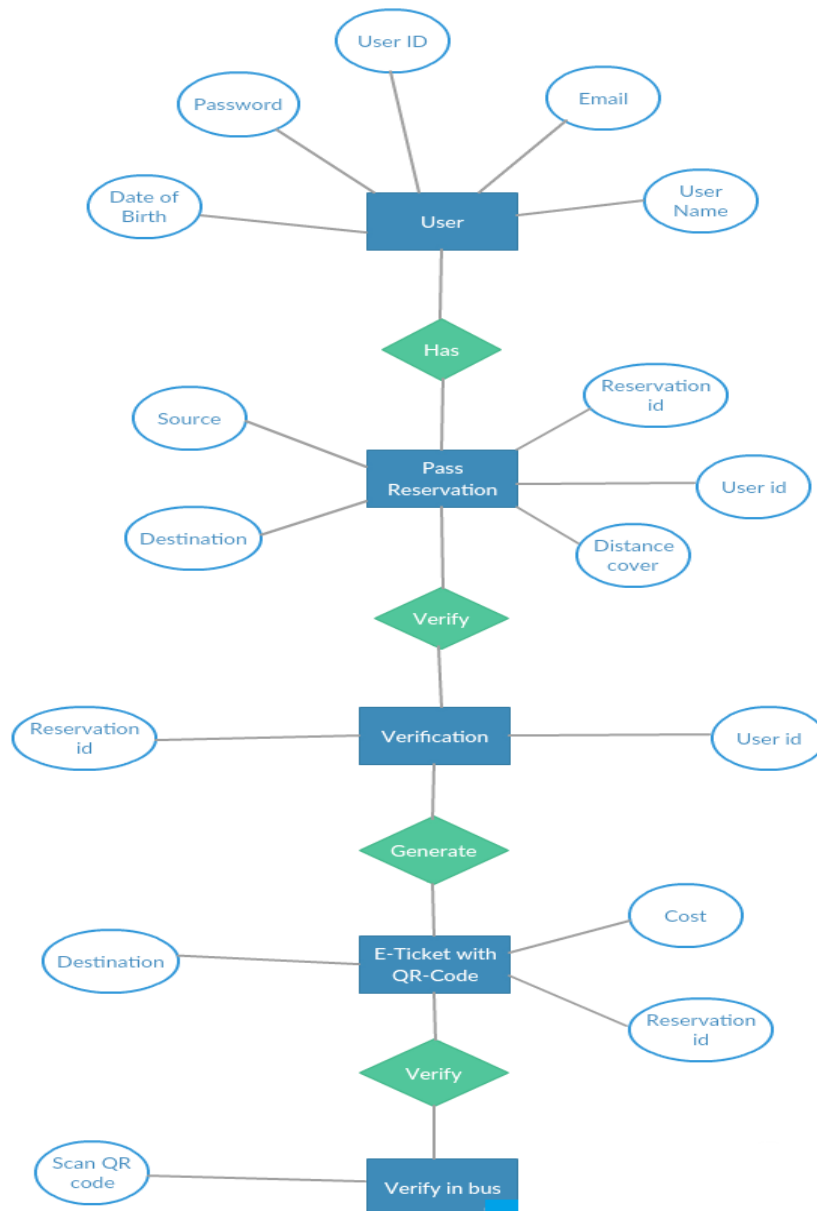 User ID
Password
Email
Date of
Birth
User
Name
User
Has
Reservation
id
Source
Pass
Reservation
User id
Destination
Distance
cover
Verify
Reservation
id
Verification
User id
Generate
Cost
Destination
E-Ticket with
QR-Code
Reservation
id
Verify
Scan QR
code
Verify in bus